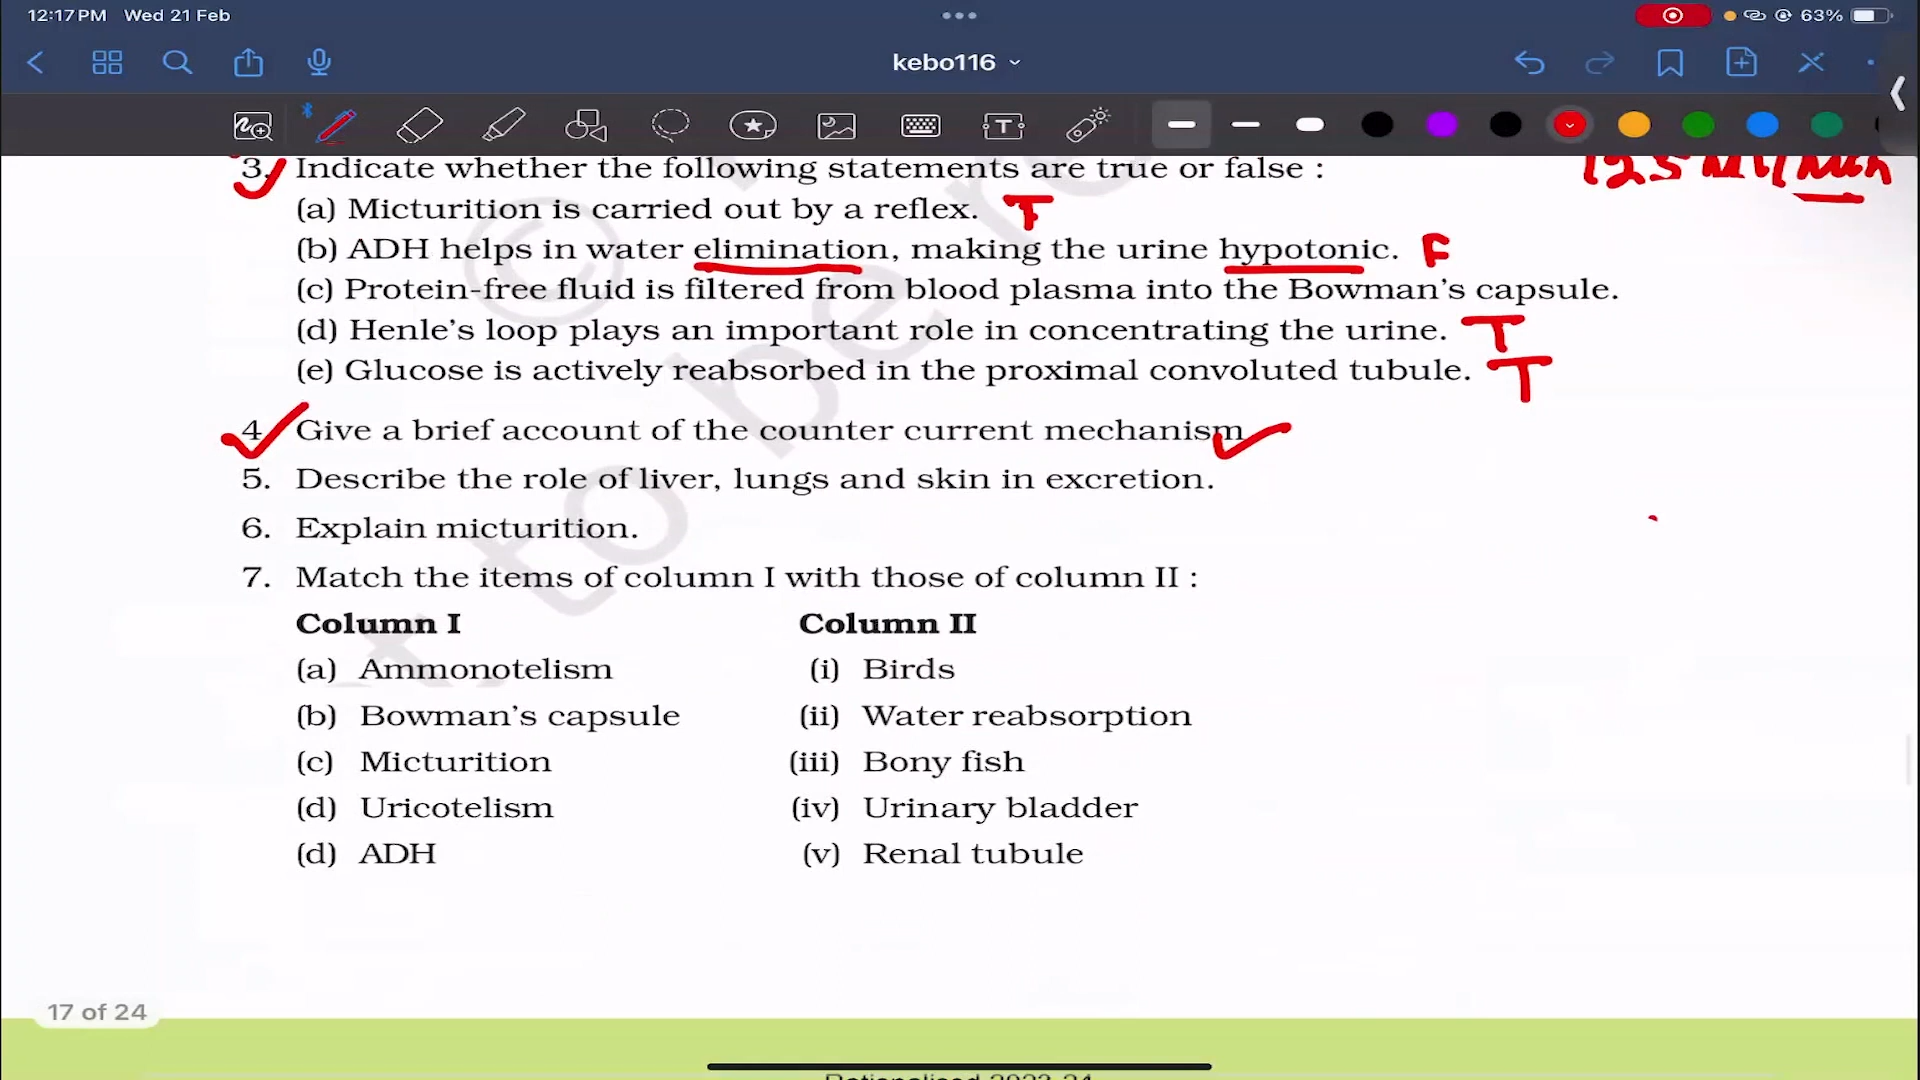 12:17 PM Wed 21 Feb
63%
kebo116
3. Indicate whether the following statements are true or false :
125 ml/min
(a) Micturition is carried out by a reflex. T
(b) ADH helps in water elimination, making the urine hypotonic. F
(c) Protein-free fluid is filtered from blood plasma into the Bowman's capsule.
(d) Henle's loop plays an important role in concentrating the urine. T
(e) Glucose is actively reabsorbed in the proximal convoluted tubule. T
4. Give a brief account of the counter current mechanism
5. Describe the role of liver, lungs and skin in excretion.
6. Explain micturition.
7. Match the items of column I with those of column II :
Column I Column II
(a) Ammonotelism (i) Birds
(b) Bowman's capsule (ii) Water reabsorption
(c) Micturition (iii) Bony fish
(d) Uricotelism (iv) Urinary bladder
(d) ADH (v) Renal tubule
17 of 24